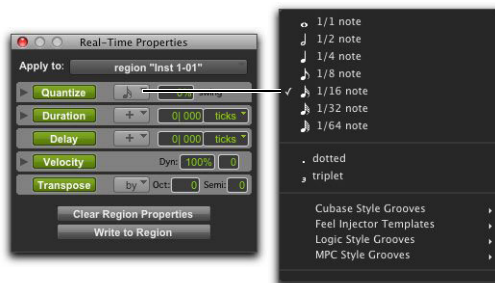 Real-Time Properties
Apply to: region "Inst 1-01"
Quantize
Duration + 0| 000 ticks
Delay + 0| 000 ticks
Velocity Dyn: 100% 0
Transpose by Oct: 0 Semi: 0
Clear Region Properties
Write to Region
1/1 note
1/2 note
1/4 note
1/8 note
✓ 1/16 note
1/32 note
1/64 note
. dotted
3 triplet
Cubase Style Grooves
Feel Injector Templates
Logic Style Grooves
MPC Style Grooves